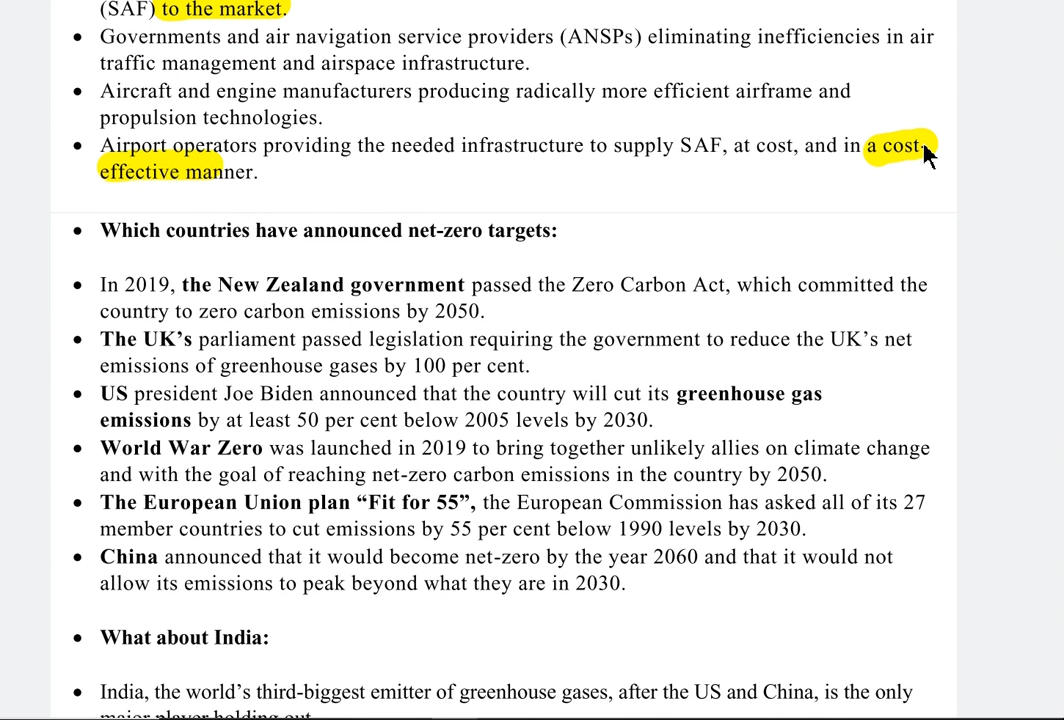 (SAF) to the market.
• Governments and air navigation service providers (ANSPs) eliminating inefficiencies in air
traffic management and airspace infrastructure.
• Aircraft and engine manufacturers producing radically more efficient airframe and
propulsion technologies.
• Airport operators providing the needed infrastructure to supply SAF, at cost, and in a cost-
effective manner.
• Which countries have announced net-zero targets:
• In 2019, the New Zealand government passed the Zero Carbon Act, which committed the
country to zero carbon emissions by 2050.
• The UK’s parliament passed legislation requiring the government to reduce the UK’s net
emissions of greenhouse gases by 100 per cent.
• US president Joe Biden announced that the country will cut its greenhouse gas
emissions by at least 50 per cent below 2005 levels by 2030.
• World War Zero was launched in 2019 to bring together unlikely allies on climate change
and with the goal of reaching net-zero carbon emissions in the country by 2050.
• The European Union plan “Fit for 55”, the European Commission has asked all of its 27
member countries to cut emissions by 55 per cent below 1990 levels by 2030.
• China announced that it would become net-zero by the year 2060 and that it would not
allow its emissions to peak beyond what they are in 2030.
• What about India:
• India, the world’s third-biggest emitter of greenhouse gases, after the US and China, is the only
major player holding out.